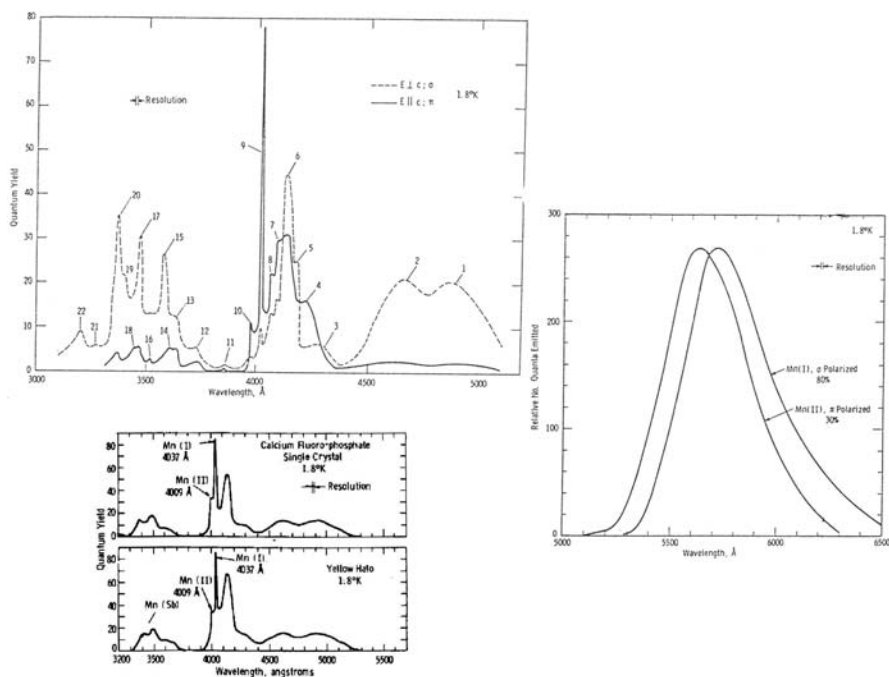 80
70
60
50
40
30
20
10
0
Quantum Yield
3000
3500
4000
4500
5000
Wavelength, Å
Resolution
E ⊥ c; σ
E || c; π
1.8°K
1
2
3
4
5
6
7
8
9
10
11
12
13
14
15
16
17
18
19
20
21
22
Mn (I)
4037 Å
Mn (II)
4009 Å
Calcium Fluoro-phosphate
Single Crystal
1.8°K
Resolution
80
60
40
20
0
Quantum Yield
Mn (I)
4037 Å
Mn (II)
4009 Å
Mn (Sb)
Yellow Halo
1.8°K
80
60
40
20
0
3200 3500 4000 4500 5000 5500
Wavelength, angstroms
300
250
200
150
100
50
0
Relative No. Quanta Emitted
1.8°K
Resolution
Mn(I), σ Polarized
80%
Mn(II), π Polarized
30%
5000 5500 6000 6500
Wavelength, Å